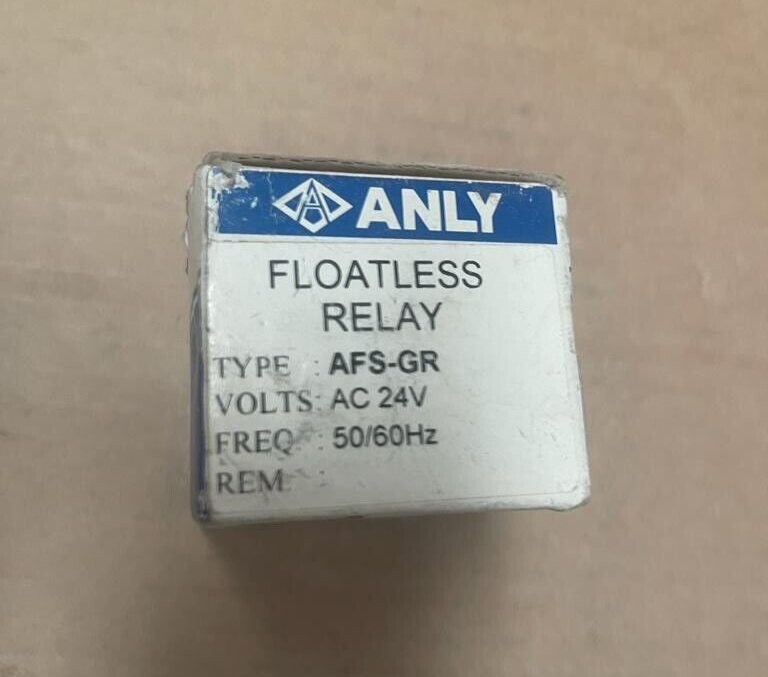 ANLY
FLOATLESS
RELAY
TYPE : AFS-GR
VOLTS: AC 24V
FREQ. : 50/60Hz
REM. :